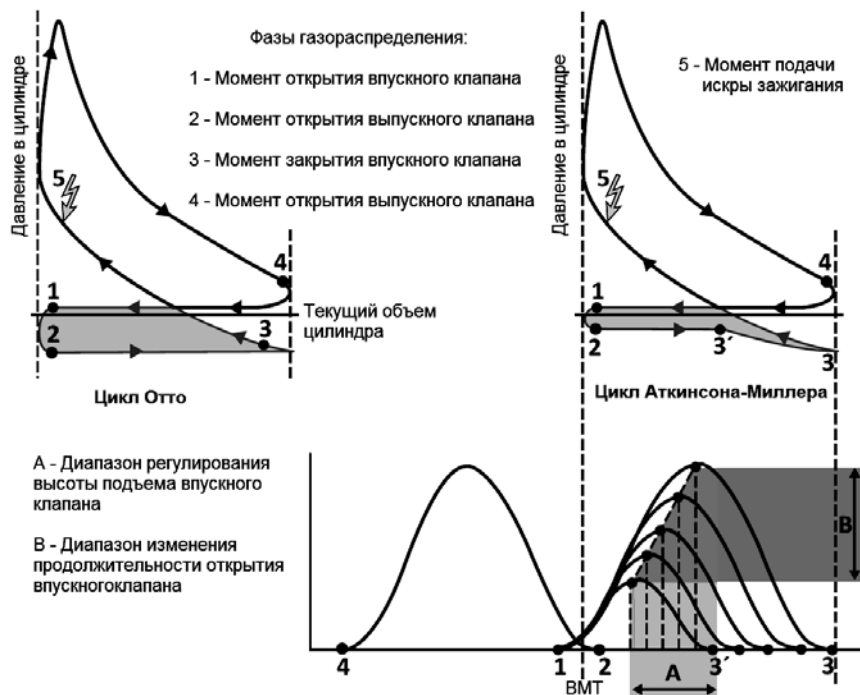 Фазы газораспределения:
1 - Момент открытия впускного клапана
2 - Момент открытия выпускного клапана
3 - Момент закрытия впускного клапана
4 - Момент открытия выпускного клапана
5 - Момент подачи
искры зажигания
Давление в цилиндре
5
4
1
2
3
Текущий объем
цилиндра
Цикл Отто
Давление в цилиндре
5
4
1
2
3´
3
Цикл Аткинсона-Миллера
А - Диапазон регулирования
высоты подъема впускного
клапана
В - Диапазон изменения
продолжительности открытия
впускногоклапана
B
4
1
2
3´
3
A
ВМТ